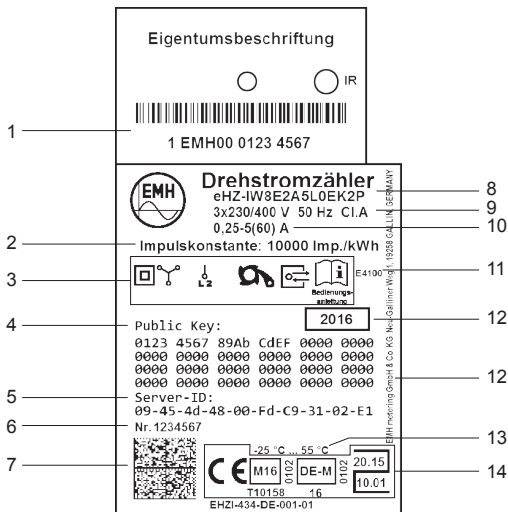 Eigentumsbeschriftung
IR
1
1 EMH00 0123 4567
EMH
Drehstromzähler
eHZ-IW8E2A5L0EK2P
8
3x230/400 V 50 Hz Cl.A
9
0,25-5(60) A
10
2
Impulskonstante: 10000 Imp./kWh
3
L2
i
Bedienungs-
anleitung
E4100
11
EMH metering GmbH & Co. KG Neu-Galliner Weg 1, 19258 GALLIN GERMANY
2016
12
4
Public Key:
0123 4567 89Ab CdEF 0000 0000
0000 0000 0000 0000 0000 0000
0000 0000 0000 0000 0000 0000
0000 0000 0000 0000 0000 0000
12
5
Server-ID:
09-45-4d-48-00-Fd-C9-31-02-E1
6
Nr.1234567
13
7
-25 °C ... 55 °C
CE
M16
0102
DE-M
0102
20.15
14
10.01
T10158
16
EHZI-434-DE-001-01